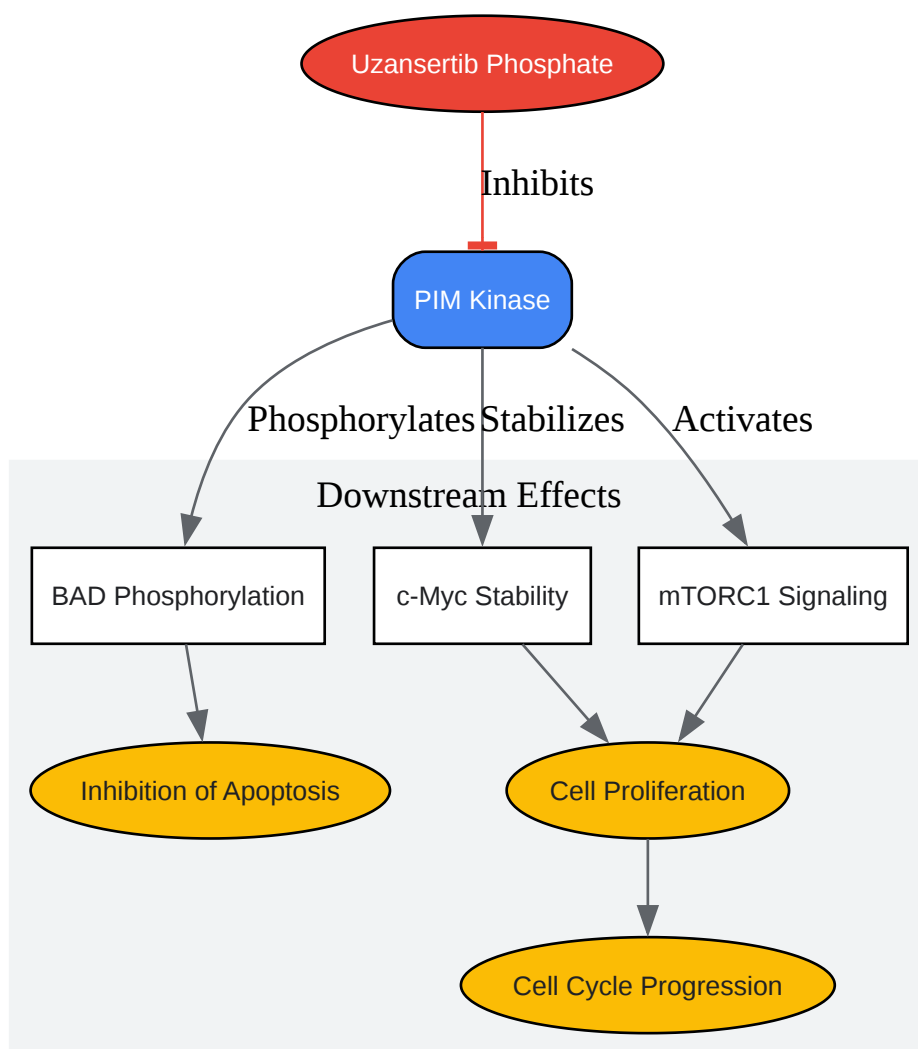 Uzansertib Phosphate
Inhibits
PIM Kinase
Phosphorylates
Stabilizes
Activates
Downstream Effects
BAD Phosphorylation
c-Myc Stability
mTORC1 Signaling
Inhibition of Apoptosis
Cell Proliferation
Cell Cycle Progression